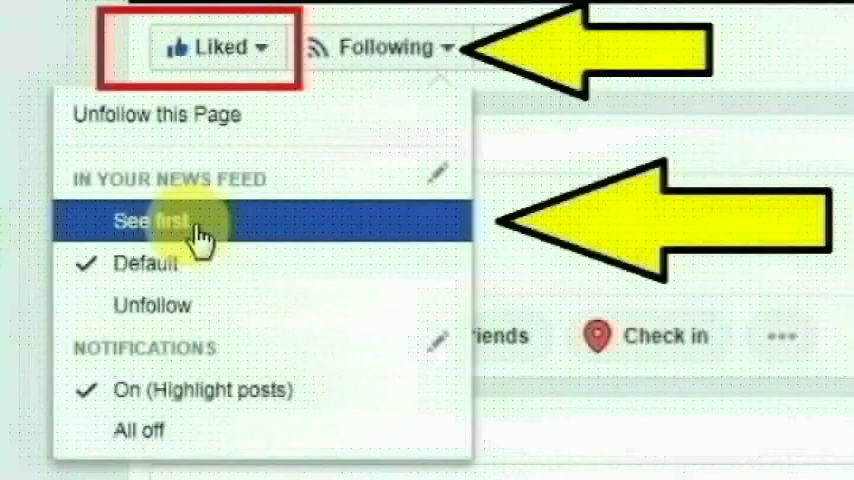 Liked Following
Unfollow this Page
IN YOUR NEWS FEED
See first
Default
Unfollow
riends Check in
NOTIFICATIONS
On (Highlight posts)
All off